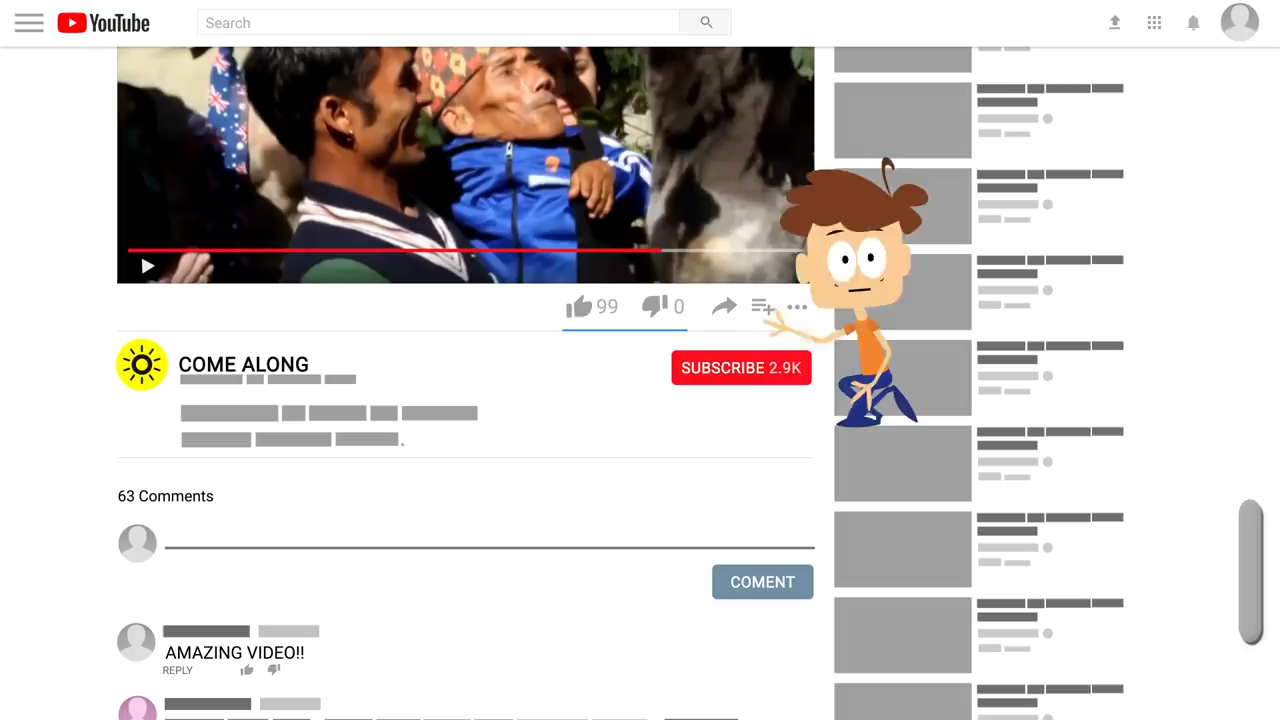 YouTube
Search
99
0
COME ALONG
SUBSCRIBE 2.9K
63 Comments
COMENT
AMAZING VIDEO!!
REPLY